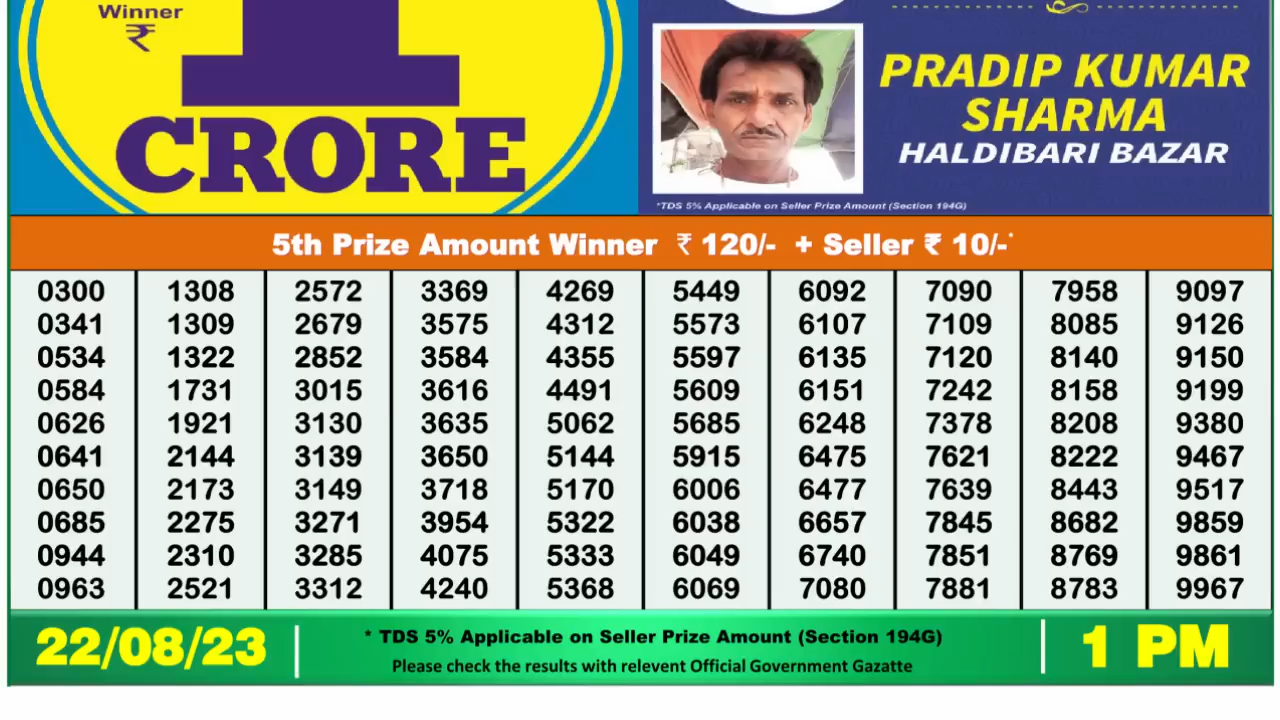 Winner
₹
1
CRORE
PRADIP KUMAR
SHARMA
HALDIBARI BAZAR
*TDS 5% Applicable on Seller Prize Amount (Section 194G)
5th Prize Amount Winner ₹ 120/- + Seller ₹ 10/-*
0300 1308 2572 3369 4269 5449 6092 7090 7958 9097
0341 1309 2679 3575 4312 5573 6107 7109 8085 9126
0534 1322 2852 3584 4355 5597 6135 7120 8140 9150
0584 1731 3015 3616 4491 5609 6151 7242 8158 9199
0626 1921 3130 3635 5062 5685 6248 7378 8208 9380
0641 2144 3139 3650 5144 5915 6475 7621 8222 9467
0650 2173 3149 3718 5170 6006 6477 7639 8443 9517
0685 2275 3271 3954 5322 6038 6657 7845 8682 9859
0944 2310 3285 4075 5333 6049 6740 7851 8769 9861
0963 2521 3312 4240 5368 6069 7080 7881 8783 9967
22/08/23
* TDS 5% Applicable on Seller Prize Amount (Section 194G)
Please check the results with relevent Official Government Gazatte
1 PM